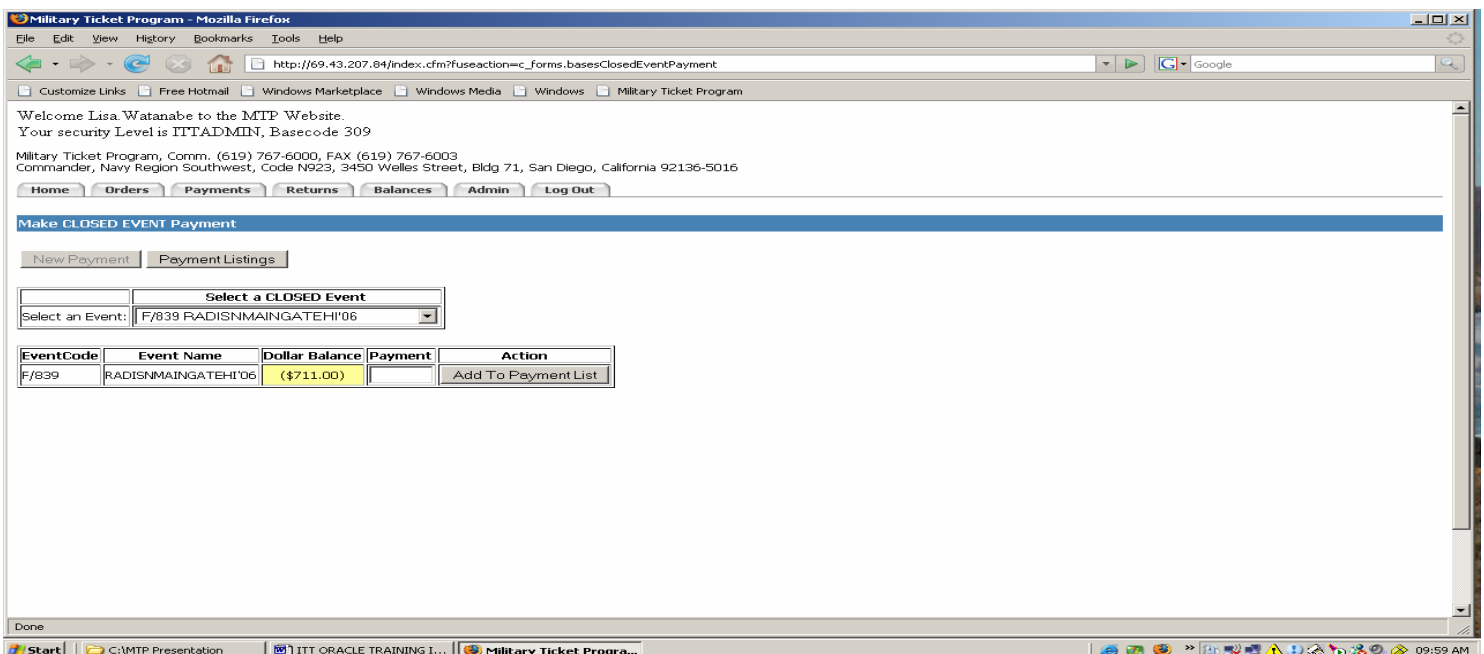 Military Ticket Program - Mozilla Firefox
File Edit View History Bookmarks Tools Help
http://69.43.207.84/index.cfm?fuseaction=c_forms.basesClosedEventPayment
G Google
Customize Links Free Hotmail Windows Marketplace Windows Media Windows Military Ticket Program
Welcome Lisa.Watanabe to the MTP Website.
Your security Level is ITTADMIN, Basecode 309
Military Ticket Program, Comm. (619) 767-6000, FAX (619) 767-6003
Commander, Navy Region Southwest, Code N923, 3450 Welles Street, Bldg 71, San Diego, California 92136-5016
Home Orders Payments Returns Balances Admin Log Out
Make CLOSED EVENT Payment
New Payment Payment Listings
Select a CLOSED Event
Select an Event: F/839 RADISNMAINGATEHI'06
EventCode Event Name Dollar Balance Payment Action
F/839 RADISNMAINGATEHI'06 ($711.00) Add To Payment List
Done
Start C:\MTP Presentation ITT ORACLE TRAINING I... Military Ticket Progra... » 09:59 AM